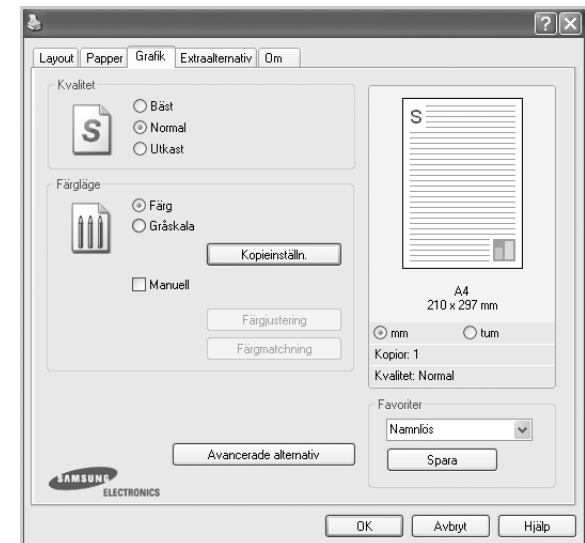 Layout Papper Grafik Extraalternativ Om
Kvalitet
S
Bäst
Normal
Utkast
Färgläge
Färg
Gråskala
Kopieinställn.
Manuell
Färgjustering
Färgmatchning
Avancerade alternativ
SAMSUNG
ELECTRONICS
S
A4
210 x 297 mm
mm tum
Kopior: 1
Kvalitet: Normal
Favoriter
Namnlös
Spara
OK Avbryt Hjälp